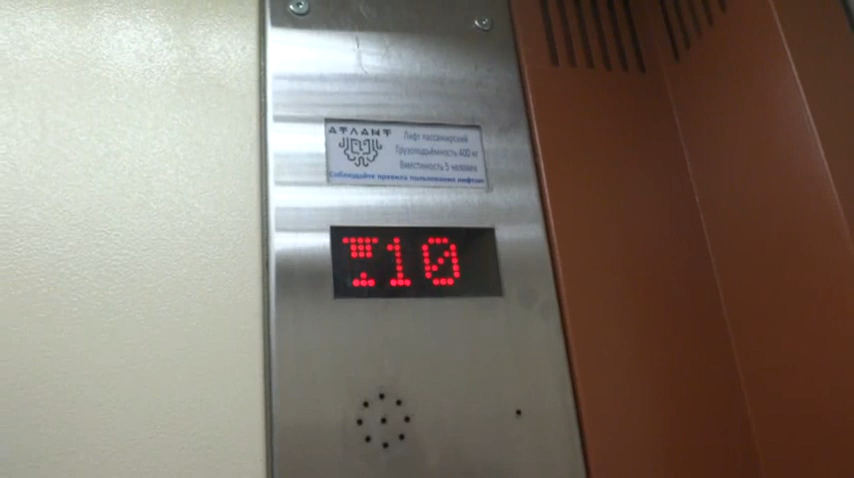 АТЛАНТ
Лифт пассажирский
Грузоподъёмность 400 кг
Вместимость 5 человек
Соблюдайте правила пользования лифтом
10